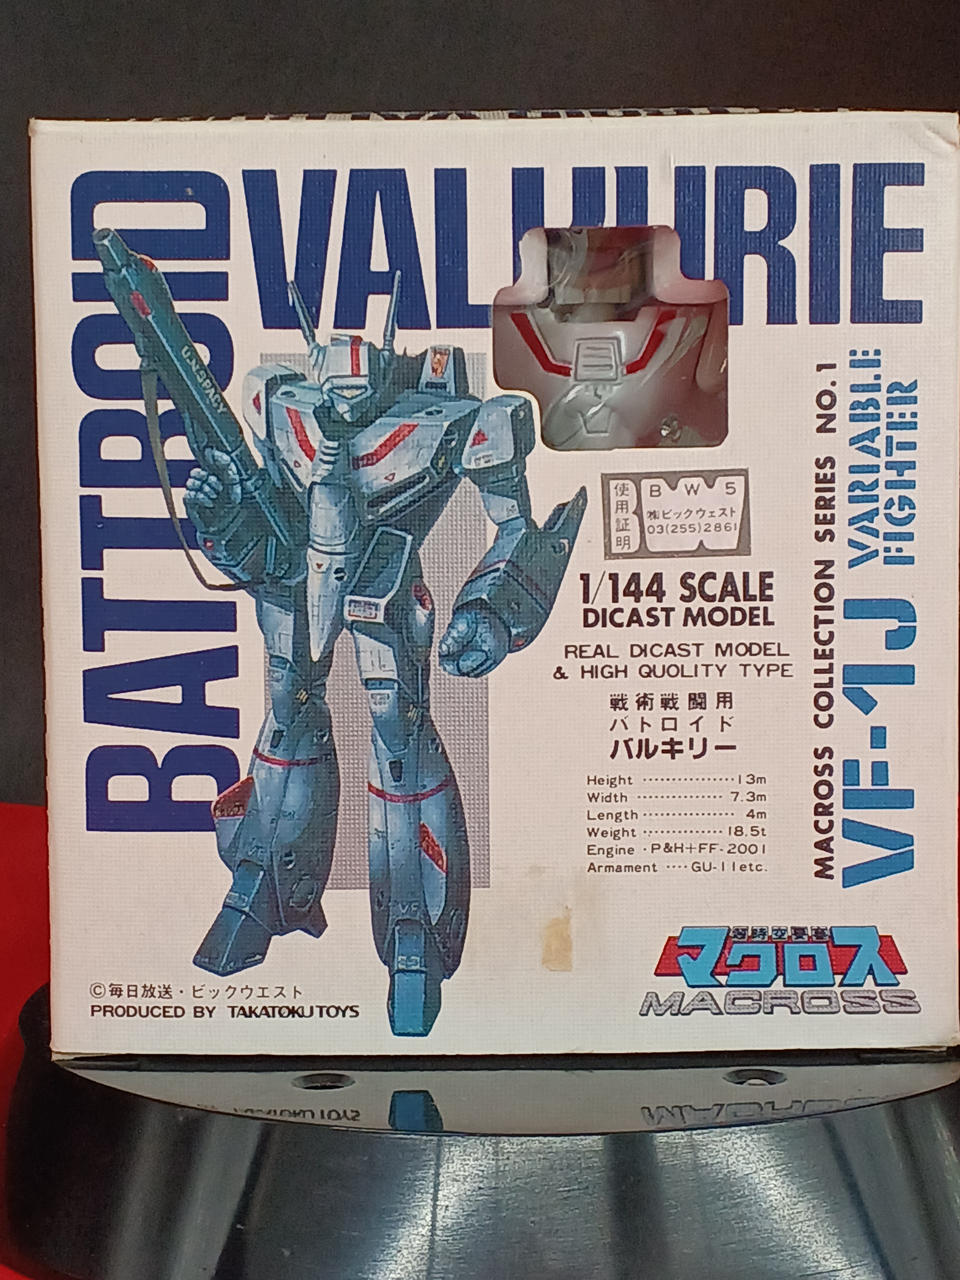 BATTROID
VALKURIE
U.N.SPACY
使用証明
BW5
㈱ビックウェスト
03(255)2861
1/144 SCALE
DICAST MODEL
REAL DICAST MODEL
& HIGH QUOLITY TYPE
戦術戦闘用
バトロイド
バルキリー
Height ················ 13m
Width ··············· 7.3m
Length ·············· 4m
Weight ·············· 18.5t
Engine · P&H+FF-2001
Armament ···· GU-11etc.
MACROSS COLLECTION SERIES NO.1
VF-1J VARIABLE
FIGHTER
超時空要塞
マクロス
MACROSS
©毎日放送・ビックウエスト
PRODUCED BY TAKATOKU TOYS